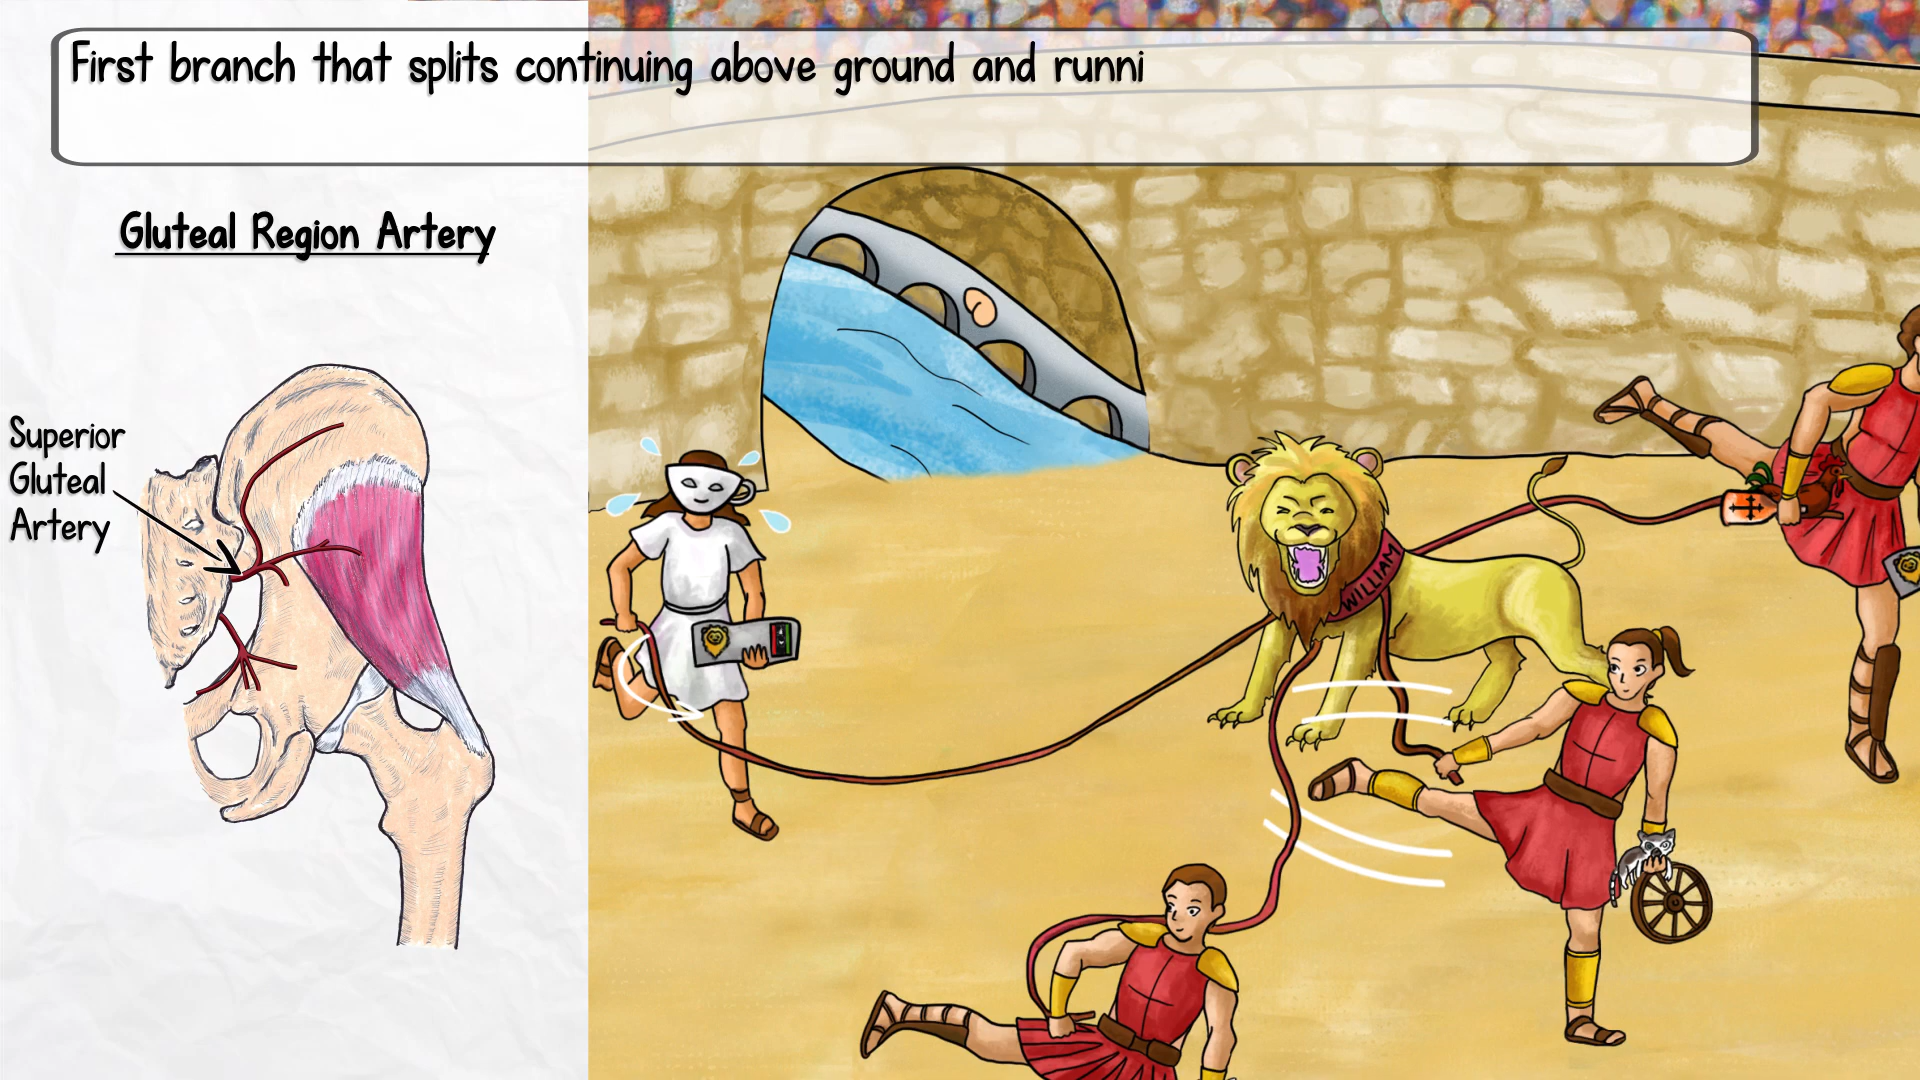 First branch that splits continuing above ground and runni
Gluteal Region Artery
Superior
Gluteal
Artery
WILLIAM